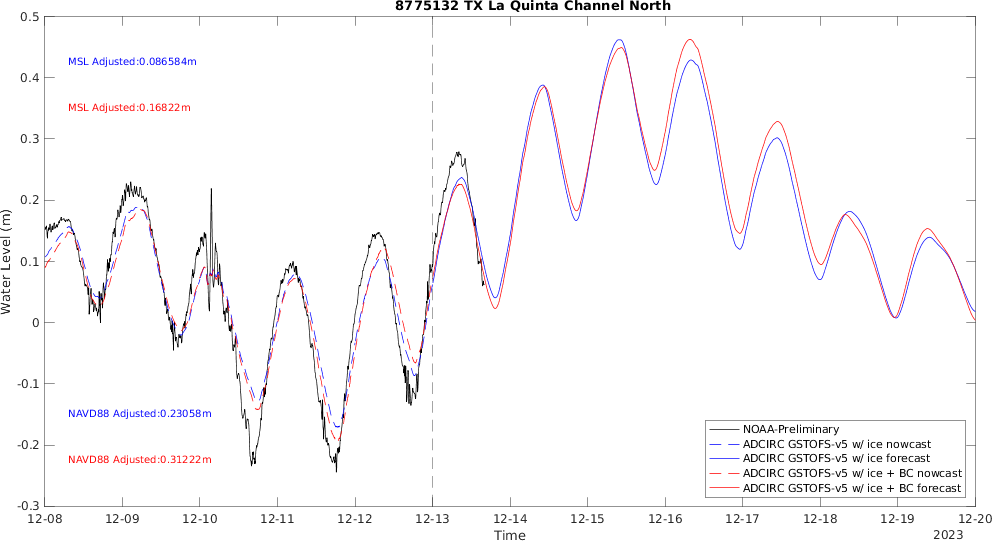 8775132 TX La Quinta Channel North
0.5
0.4
0.3
0.2
0.1
0
-0.1
-0.2
-0.3
Water Level (m)
MSL Adjusted:0.086584m
MSL Adjusted:0.16822m
NAVD88 Adjusted:0.23058m
NAVD88 Adjusted:0.31222m
NOAA-Preliminary
ADCIRC GSTOFS-v5 w/ ice nowcast
ADCIRC GSTOFS-v5 w/ ice forecast
ADCIRC GSTOFS-v5 w/ ice + BC nowcast
ADCIRC GSTOFS-v5 w/ ice + BC forecast
12-08 12-09 12-10 12-11 12-12 12-13 12-14 12-15 12-16 12-17 12-18 12-19 12-20
Time
2023